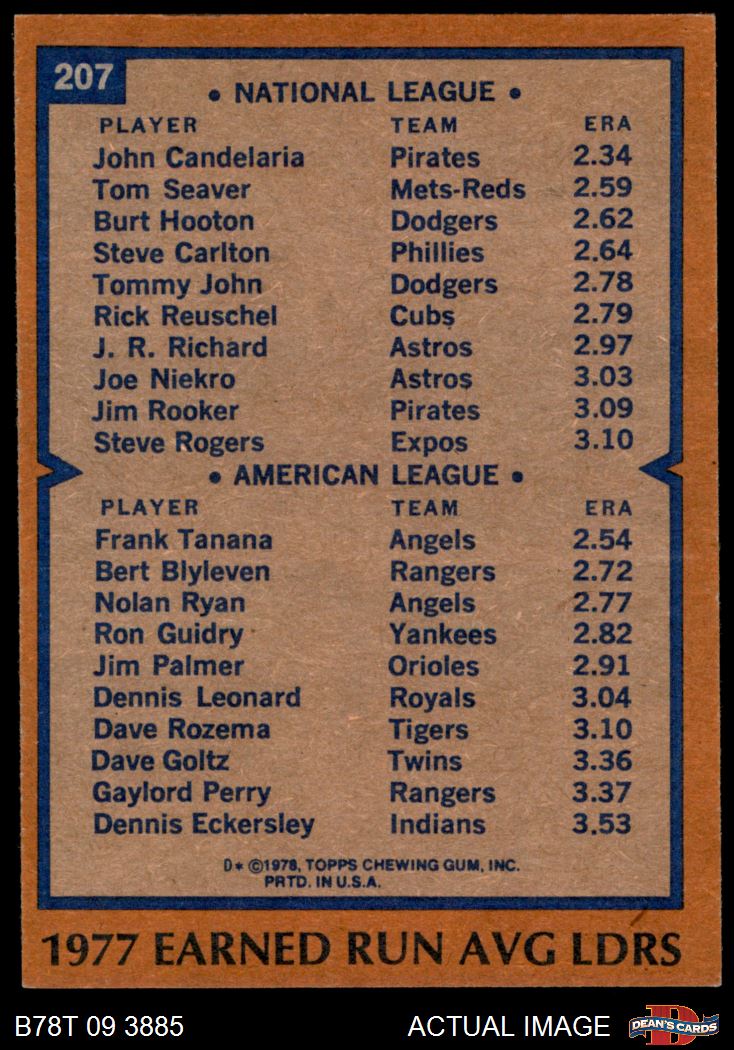 207
• NATIONAL LEAGUE •
PLAYER TEAM ERA
John Candelaria Pirates 2.34
Tom Seaver Mets-Reds 2.59
Burt Hooton Dodgers 2.62
Steve Carlton Phillies 2.64
Tommy John Dodgers 2.78
Rick Reuschel Cubs 2.79
J. R. Richard Astros 2.97
Joe Niekro Astros 3.03
Jim Rooker Pirates 3.09
Steve Rogers Expos 3.10
• AMERICAN LEAGUE •
PLAYER TEAM ERA
Frank Tanana Angels 2.54
Bert Blyleven Rangers 2.72
Nolan Ryan Angels 2.77
Ron Guidry Yankees 2.82
Jim Palmer Orioles 2.91
Dennis Leonard Royals 3.04
Dave Rozema Tigers 3.10
Dave Goltz Twins 3.36
Gaylord Perry Rangers 3.37
Dennis Eckersley Indians 3.53
D* ©1978, TOPPS CHEWING GUM, INC.
PRTD. IN U.S.A.
1977 EARNED RUN AVG LDRS
B78T 09 3885 ACTUAL IMAGE D DEAN'S CARDS